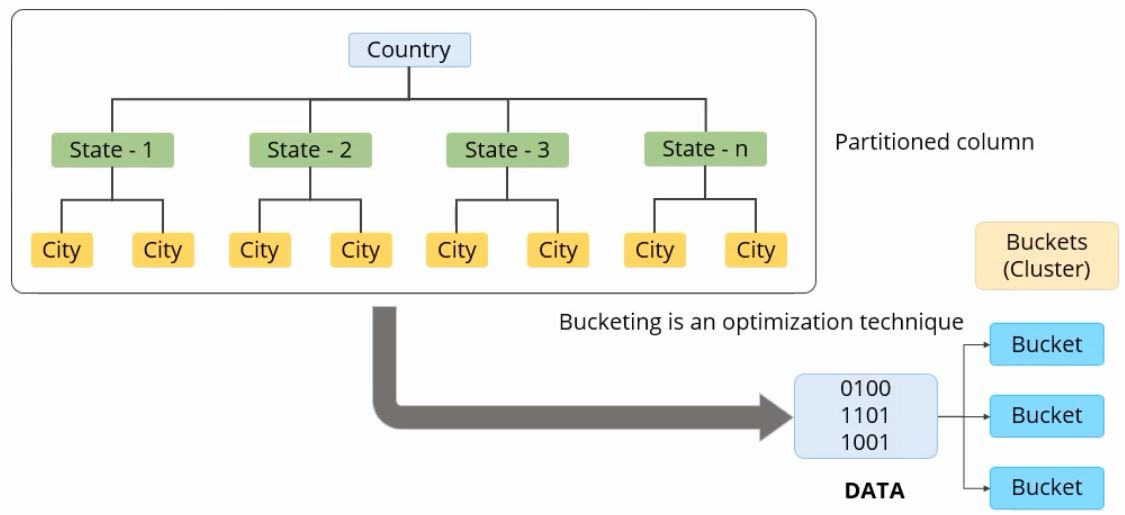 Country
State - 1
State - 2
State - 3
State - n
Partitioned column
City
City
City
City
City
City
City
City
Buckets
(Cluster)
Bucketing is an optimization technique
Bucket
0100
1101
1001
Bucket
Bucket
DATA